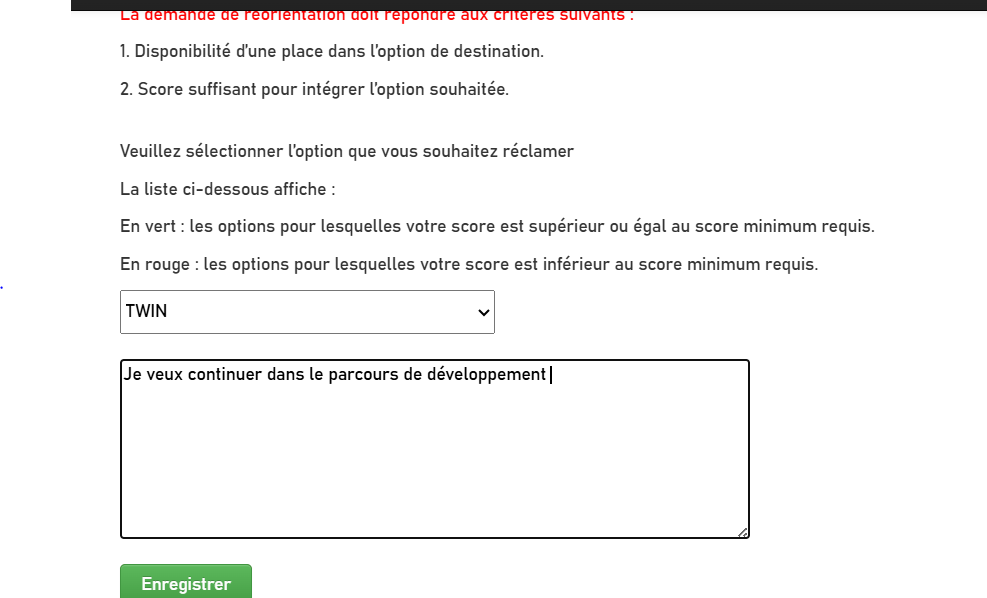 La demande de réorientation doit répondre aux critères suivants :
1. Disponibilité d'une place dans l'option de destination.
2. Score suffisant pour intégrer l'option souhaitée.
Veuillez sélectionner l'option que vous souhaitez réclamer
La liste ci-dessous affiche :
En vert : les options pour lesquelles votre score est supérieur ou égal au score minimum requis.
En rouge : les options pour lesquelles votre score est inférieur au score minimum requis.
TWIN
Je veux continuer dans le parcours de développement
Enregistrer